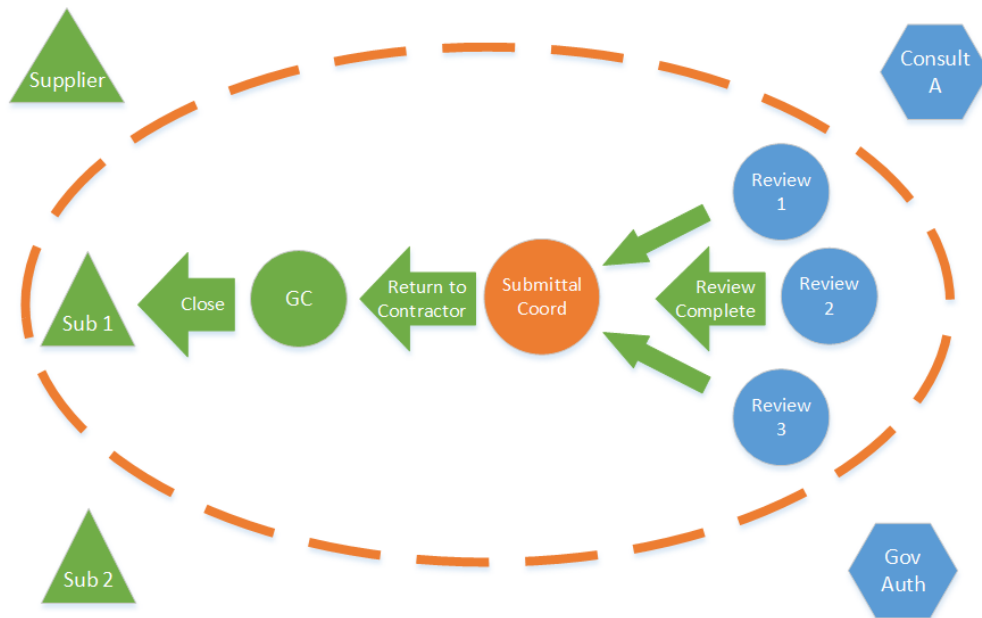 Supplier
Consult
A
Review
1
Sub 1
Close
GC
Return to
Contractor
Submittal
Coord
Review
Complete
Review
2
Review
3
Sub 2
Gov
Auth